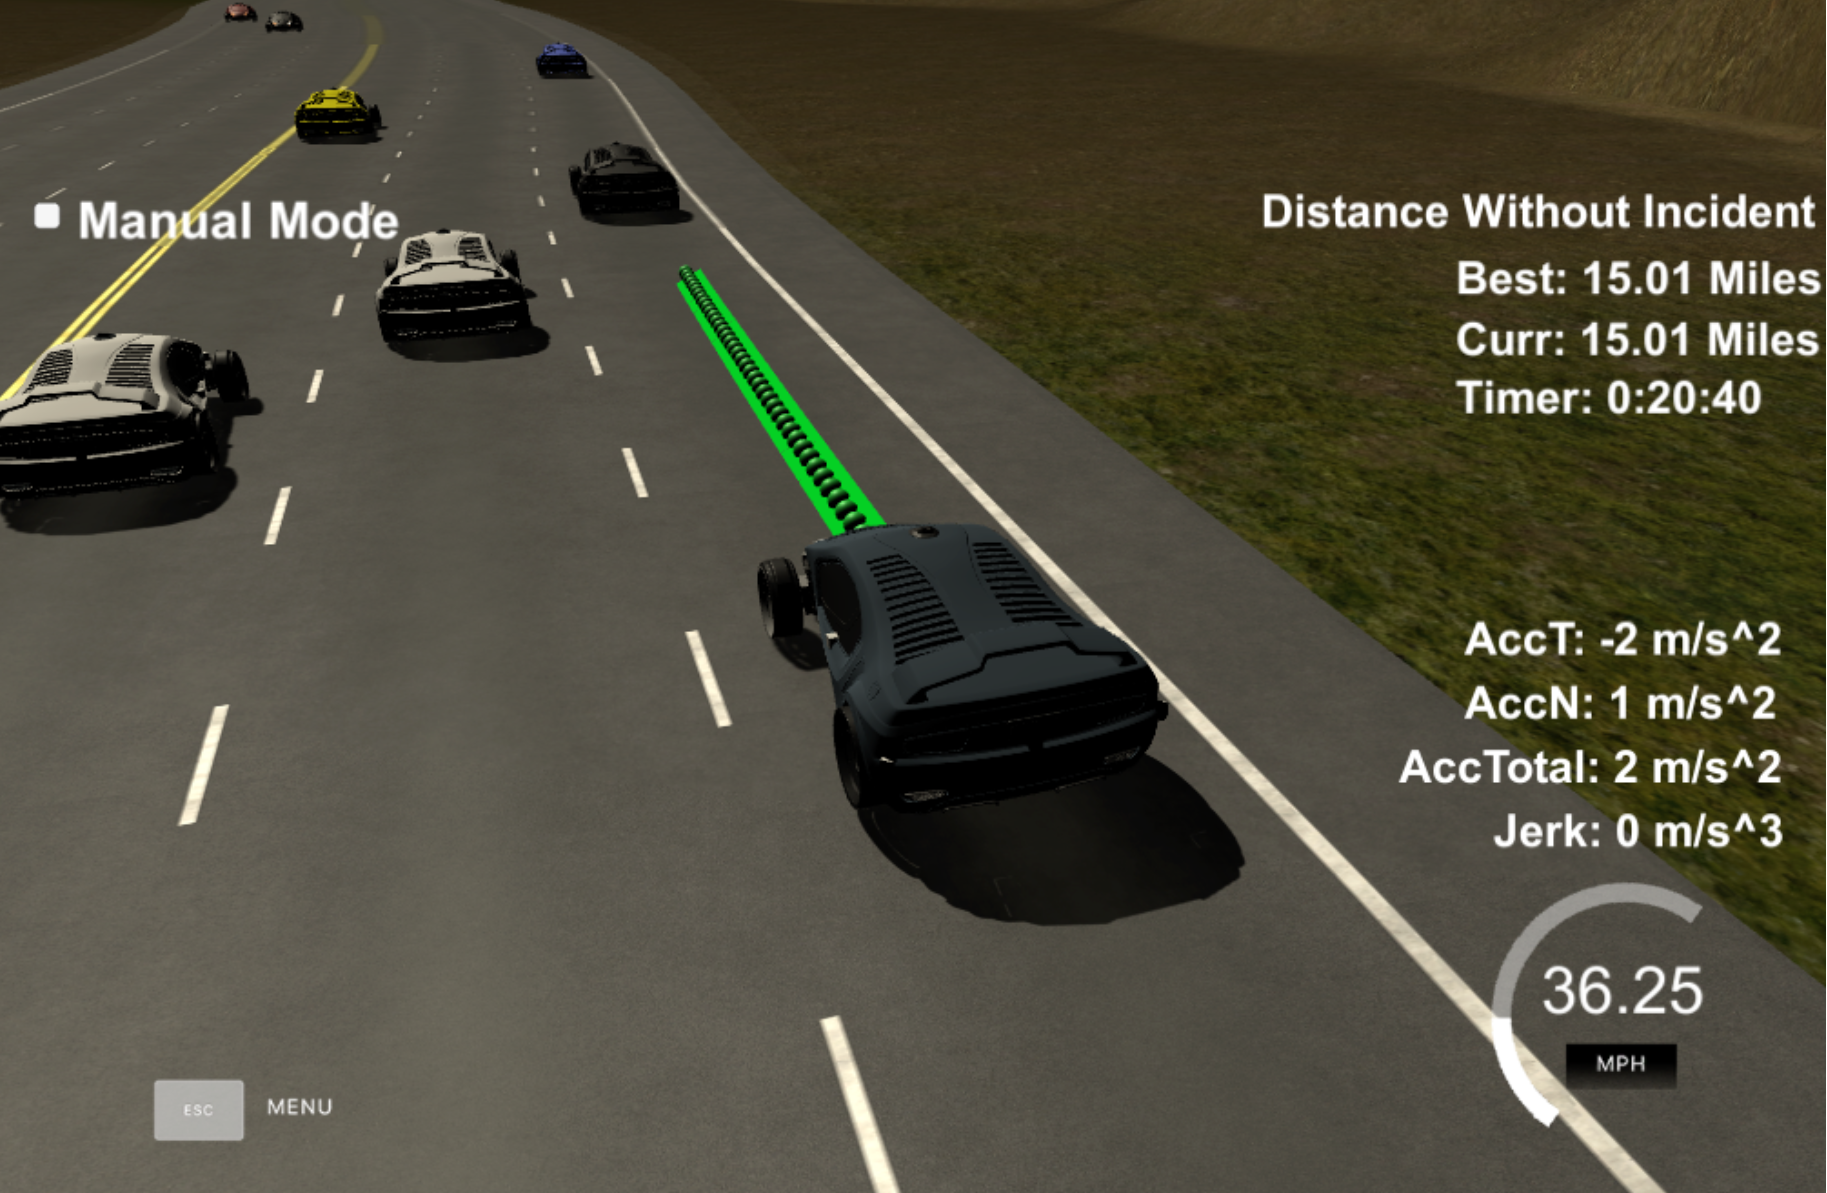 Manual Mode
Distance Without Incident
Best: 15.01 Miles
Curr: 15.01 Miles
Timer: 0:20:40
AccT: -2 m/s^2
AccN: 1 m/s^2
AccTotal: 2 m/s^2
Jerk: 0 m/s^3
36.25
MPH
ESC MENU